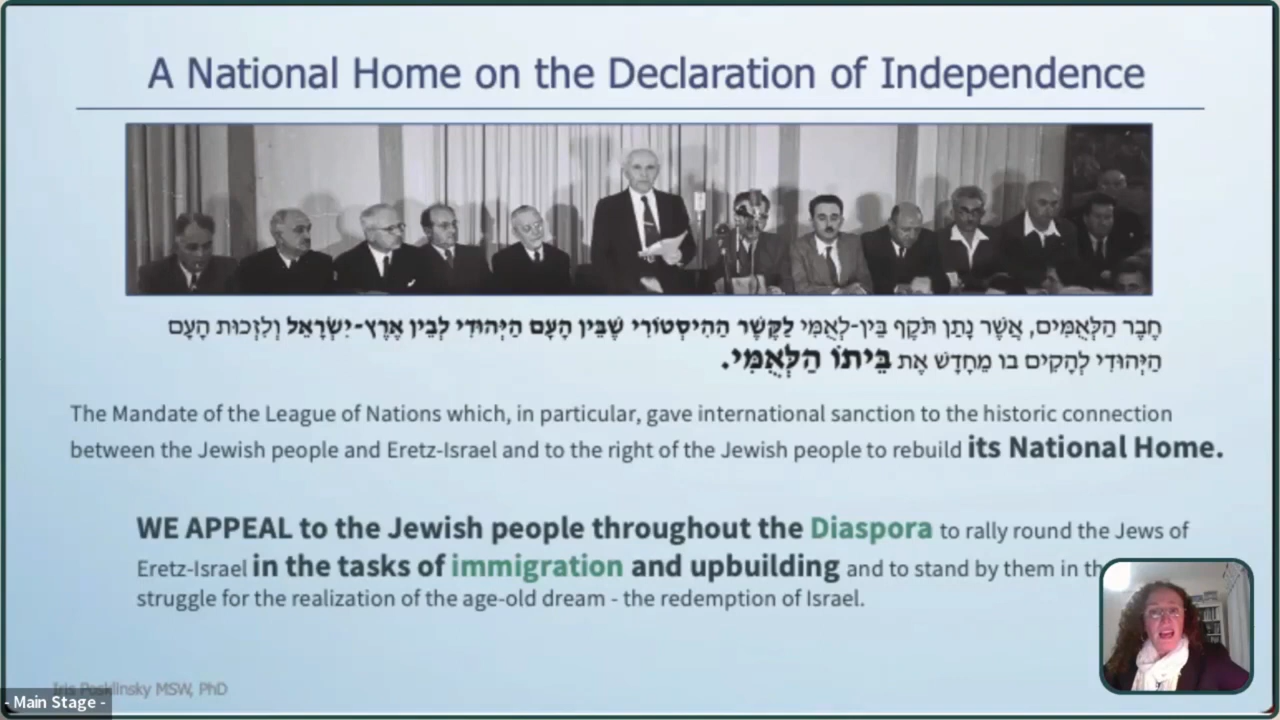 A National Home on the Declaration of Independence
חֶבֶר הַלְּאֻמִּים, אֲשֶׁר נָתַן תֹּקֶף בֵּין-לְאֻמִּי לַקֶּשֶׁר הַהִיסְטוֹרִי שֶׁבֵּין הָעָם הַיְּהוּדִי לְבֵין אֶרֶץ-יִשְׂרָאֵל וְלִזְכוּת הָעָם
הַיְּהוּדִי לְהָקִים בו מֵחָדָשׁ אֶת בֵּיתוֹ הַלְּאֻמִּי.
The Mandate of the League of Nations which, in particular, gave international sanction to the historic connection
between the Jewish people and Eretz-Israel and to the right of the Jewish people to rebuild its National Home.
WE APPEAL to the Jewish people throughout the Diaspora to rally round the Jews of
Eretz-Israel in the tasks of immigration and upbuilding and to stand by them in
struggle for the realization of the age-old dream - the redemption of Israel.
Iris Posklinsky MSW, PhD
- Main Stage -